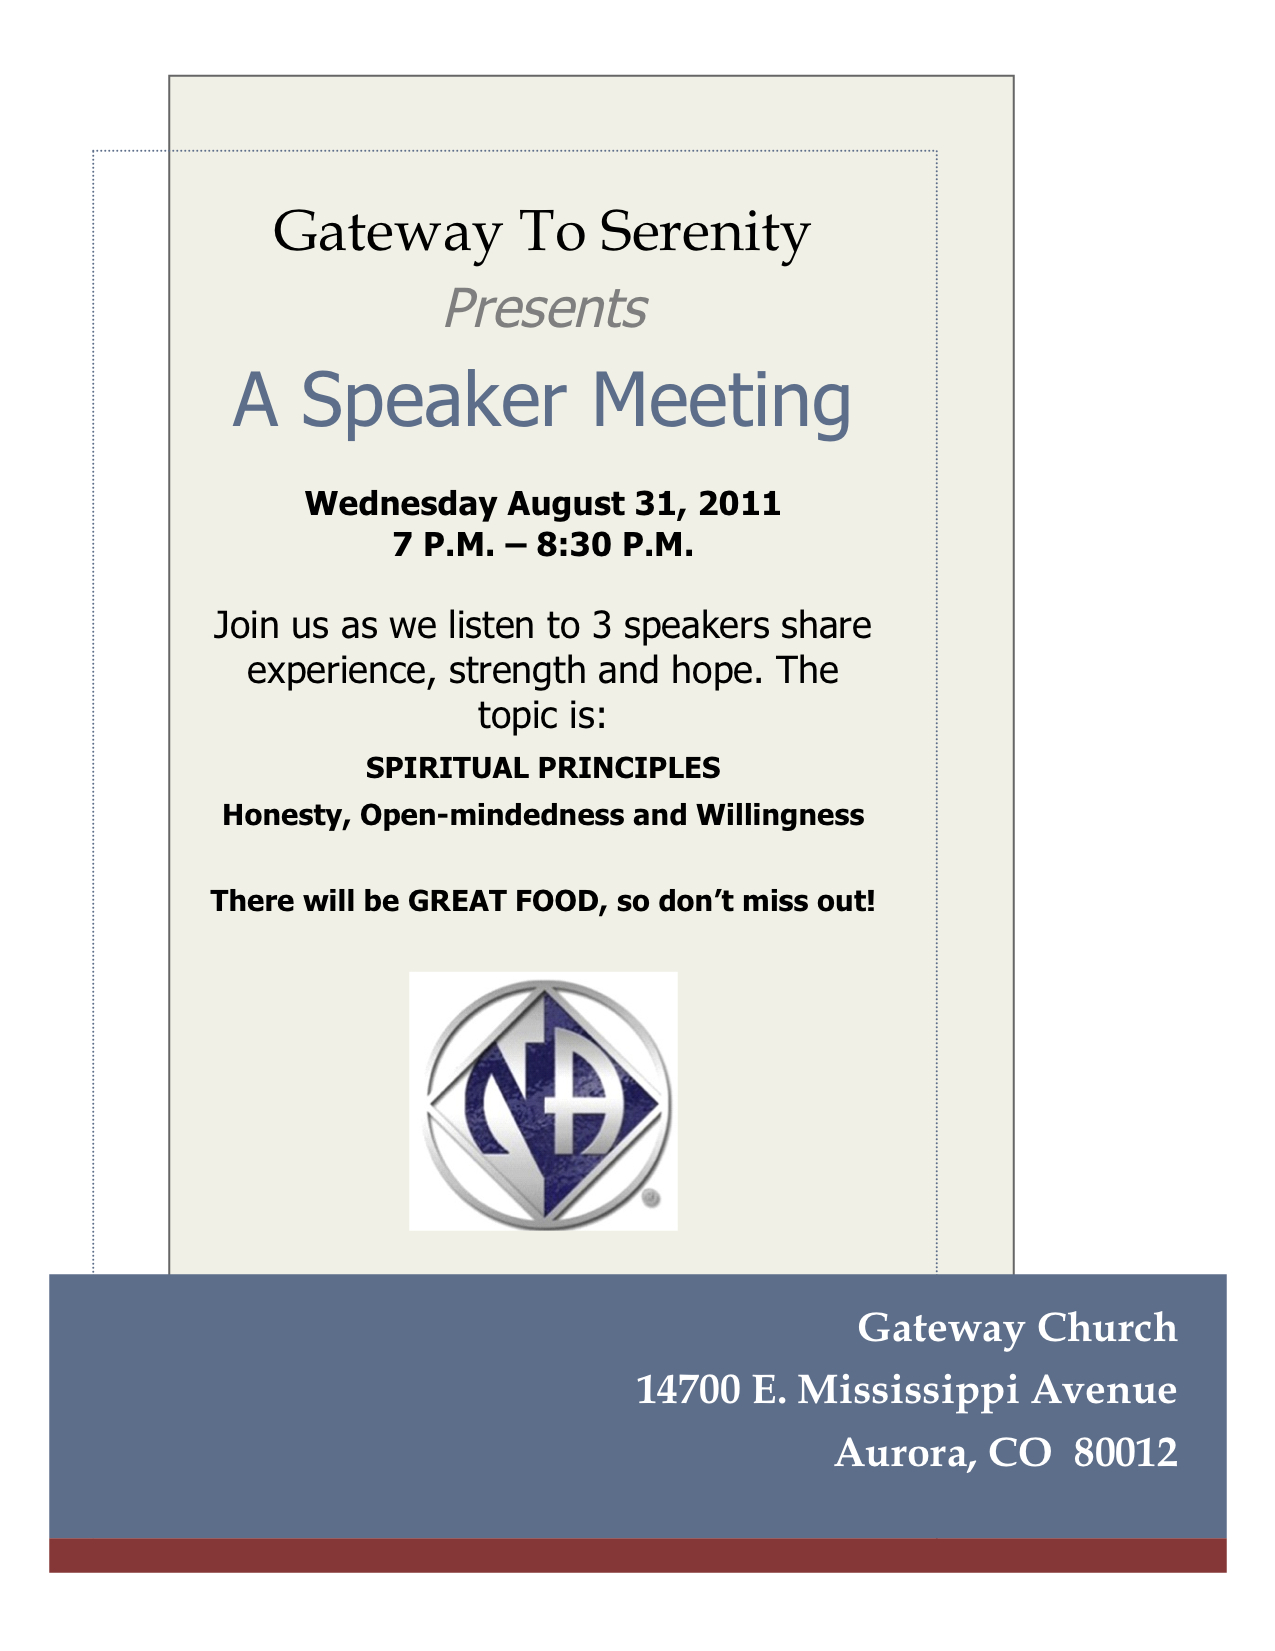 Gateway To Serenity
Presents
A Speaker Meeting
Wednesday August 31, 2011
7 P.M. – 8:30 P.M.
Join us as we listen to 3 speakers share
experience, strength and hope. The
topic is:
SPIRITUAL PRINCIPLES
Honesty, Open-mindedness and Willingness
There will be GREAT FOOD, so don’t miss out!
NA
®
Gateway Church
14700 E. Mississippi Avenue
Aurora, CO  80012